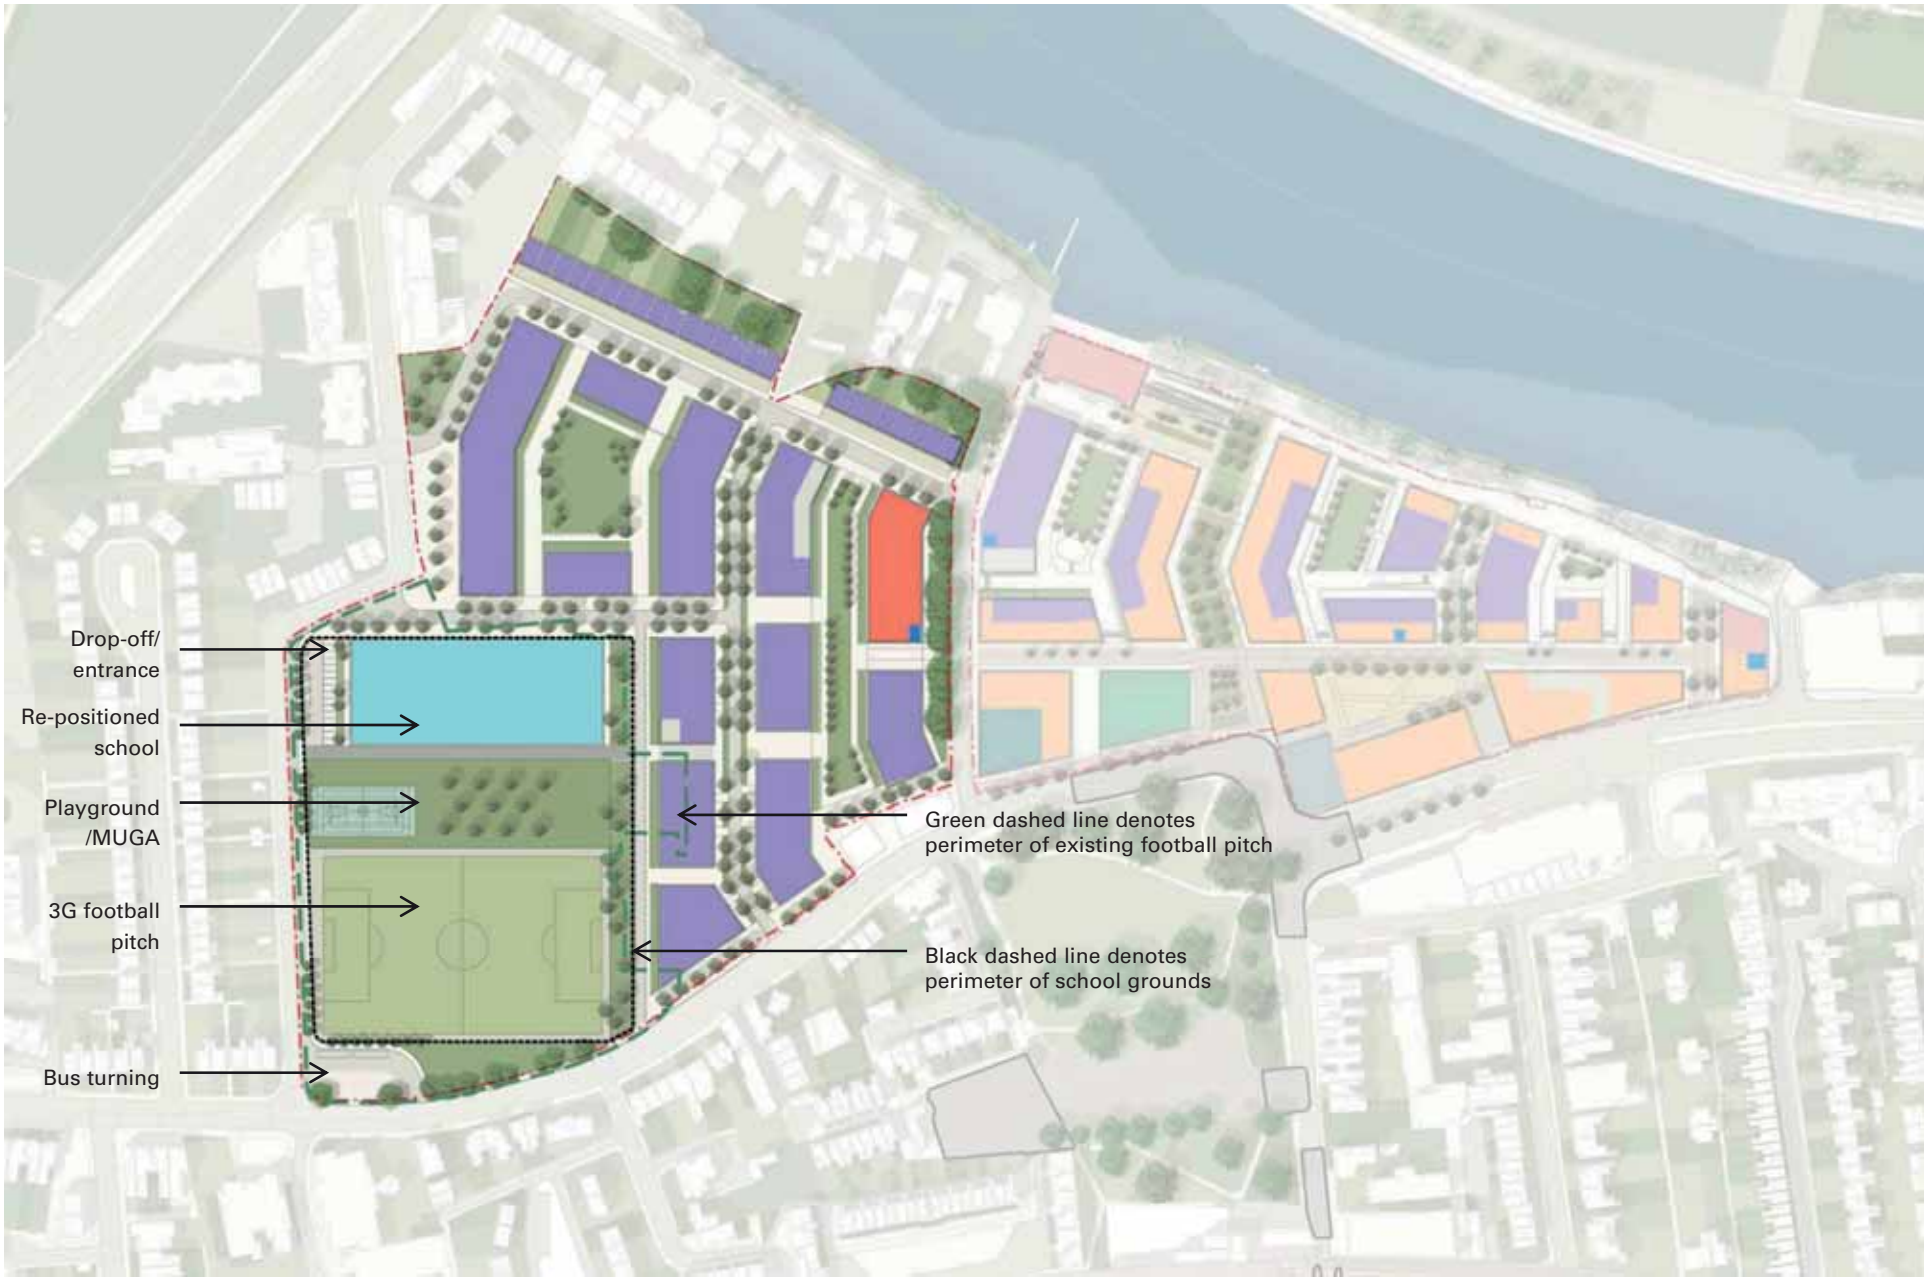 Drop-off/
entrance
Re-positioned
school
Playground
/MUGA
3G football
pitch
Bus turning
Green dashed line denotes
perimeter of existing football pitch
Black dashed line denotes
perimeter of school grounds